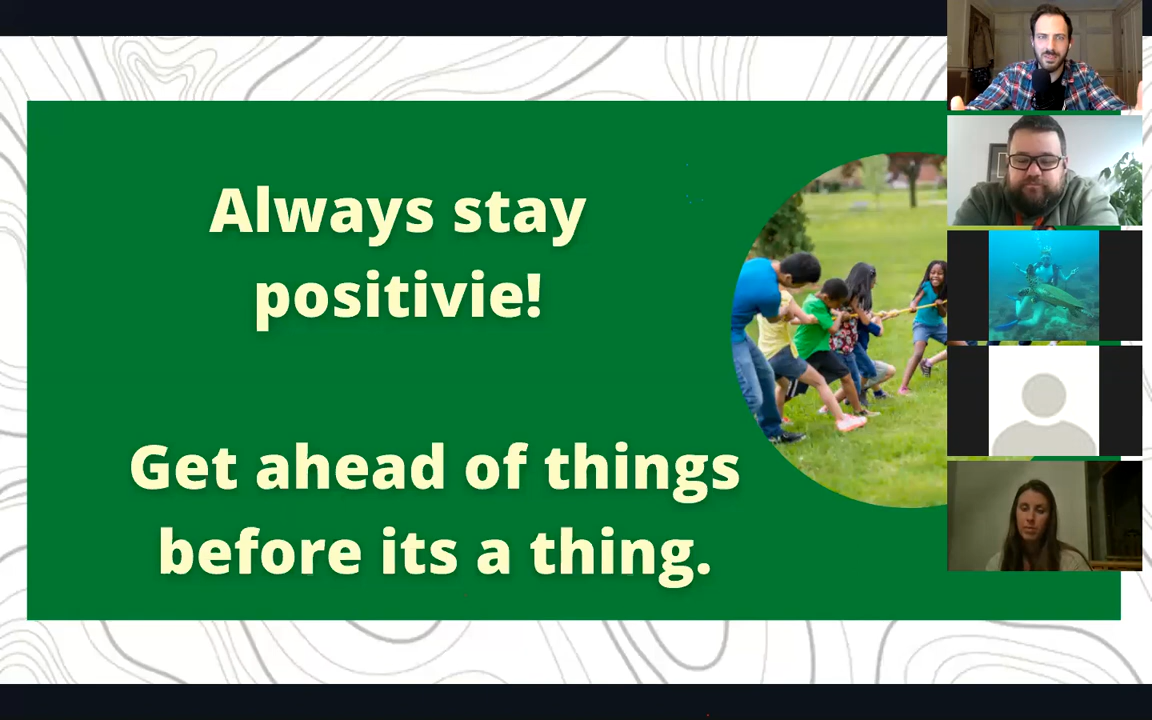 Always stay
positivie!
Get ahead of things
before its a thing.